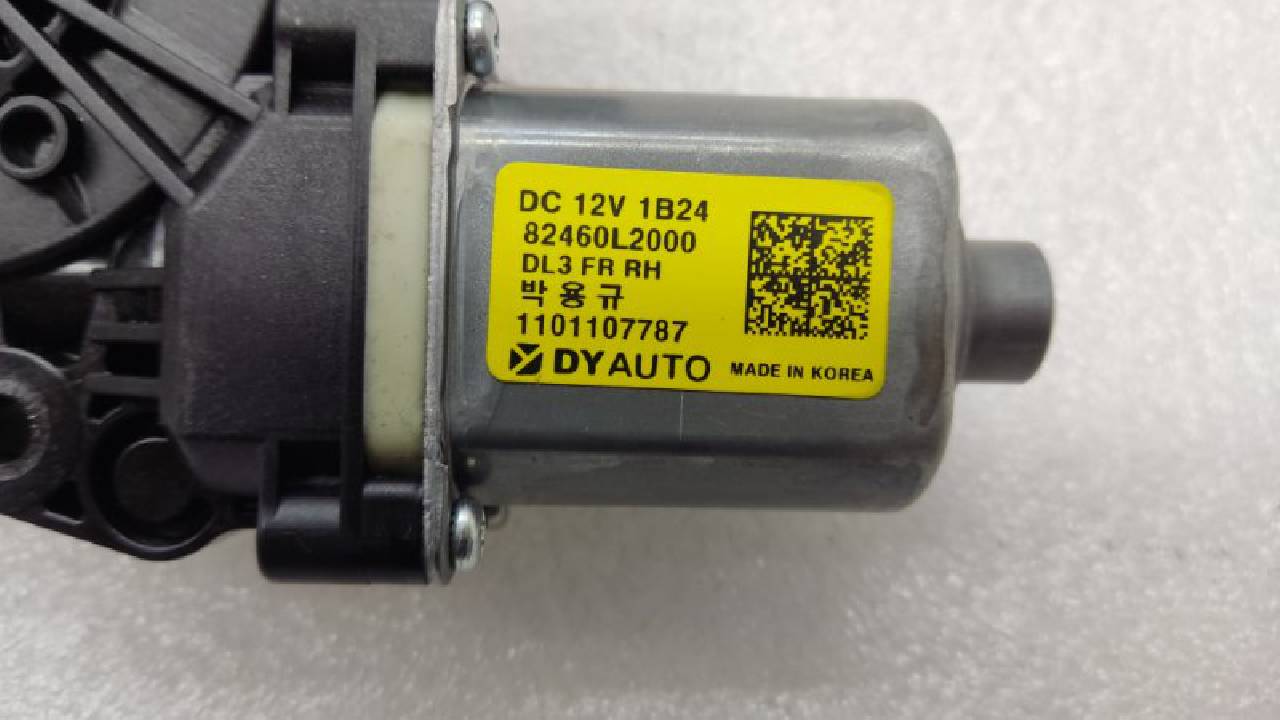 DC 12V 1B24
82460L2000
DL3 FR RH
박용규
1101107787
DYAUTO MADE IN KOREA